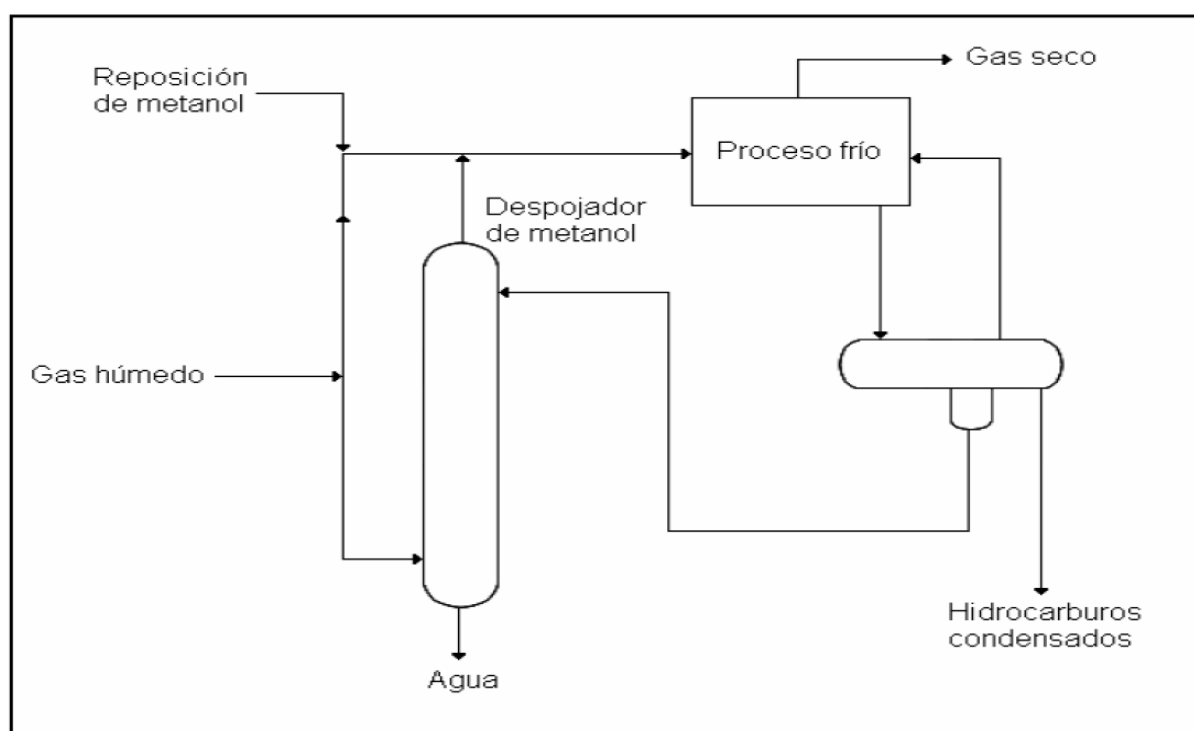 Gas seco
Reposición
de metanol
Proceso frío
Despojador
de metanol
Gas húmedo
Hidrocarburos
condensados
Agua